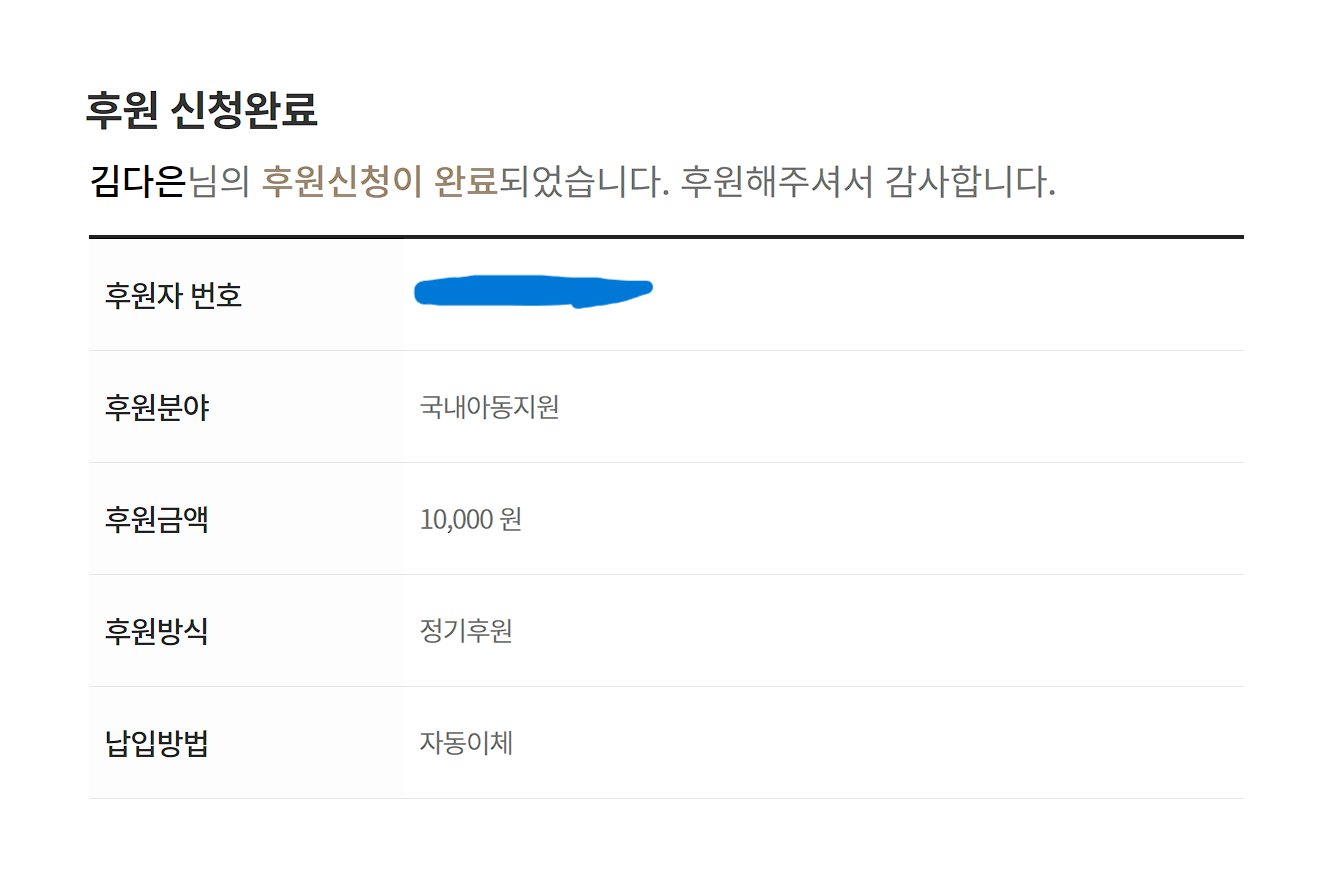 후원 신청완료
김다은님의 후원신청이 완료되었습니다. 후원해주셔서 감사합니다.
후원자 번호
후원분야 국내아동지원
후원금액 10,000 원
후원방식 정기후원
납입방법 자동이체